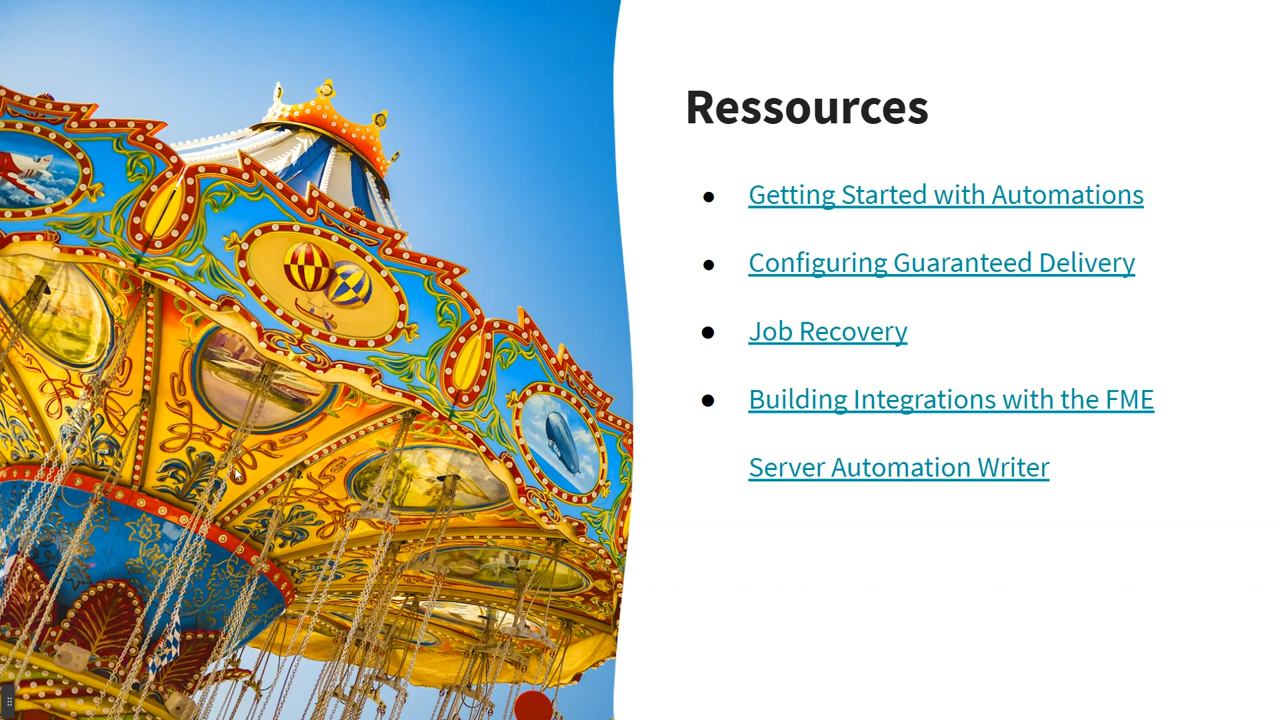 Ressources
Getting Started with Automations
Configuring Guaranteed Delivery
Job Recovery
Building Integrations with the FME
Server Automation Writer